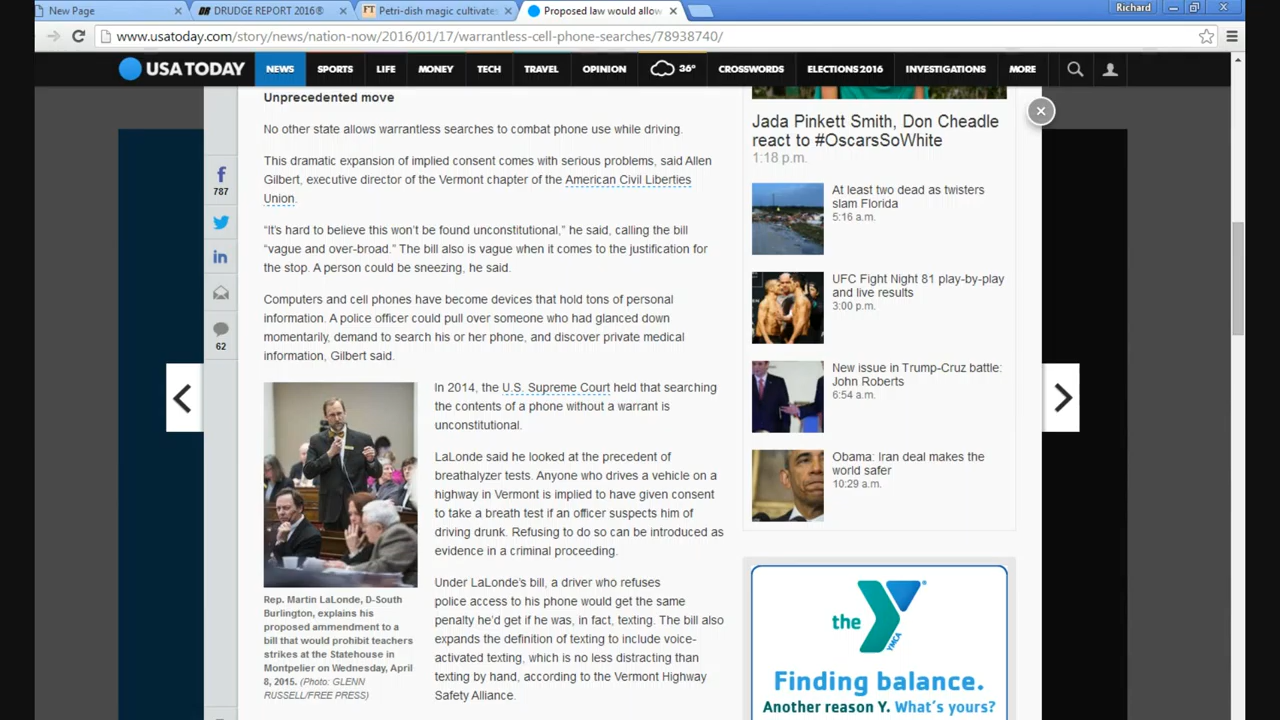 New Page
DRUDGE REPORT 2016®
FT
Petri-dish magic cultivates
Proposed law would allow
Richard
www.usatoday.com/story/news/nation-now/2016/01/17/warrantless-cell-phone-searches/78938740/
USA TODAY
NEWS
SPORTS
LIFE
MONEY
TECH
TRAVEL
OPINION
36°
CROSSWORDS
ELECTIONS 2016
INVESTIGATIONS
MORE
787
62
Unprecedented move
No other state allows warrantless searches to combat phone use while driving.
This dramatic expansion of implied consent comes with serious problems, said Allen
Gilbert, executive director of the Vermont chapter of the American Civil Liberties
Union.
“It’s hard to believe this won’t be found unconstitutional,” he said, calling the bill
“vague and over-broad.” The bill also is vague when it comes to the justification for
the stop. A person could be sneezing, he said.
Computers and cell phones have become devices that hold tons of personal
information. A police officer could pull over someone who had glanced down
momentarily, demand to search his or her phone, and discover private medical
information, Gilbert said.
In 2014, the U.S. Supreme Court held that searching
the contents of a phone without a warrant is
unconstitutional.
LaLonde said he looked at the precedent of
breathalyzer tests. Anyone who drives a vehicle on a
highway in Vermont is implied to have given consent
to take a breath test if an officer suspects him of
driving drunk. Refusing to do so can be introduced as
evidence in a criminal proceeding.
Under LaLonde’s bill, a driver who refuses
police access to his phone would get the same
penalty he’d get if he was, in fact, texting. The bill also
expands the definition of texting to include voice-
activated texting, which is no less distracting than
texting by hand, according to the Vermont Highway
Safety Alliance.
Rep. Martin LaLonde, D-South
Burlington, explains his
proposed ammendment to a
bill that would prohibit teachers
strikes at the Statehouse in
Montpelier on Wednesday, April
8, 2015. (Photo: GLENN
RUSSELL/FREE PRESS)
Jada Pinkett Smith, Don Cheadle
react to #OscarsSoWhite
1:18 p.m.
At least two dead as twisters
slam Florida
5:16 a.m.
UFC Fight Night 81 play-by-play
and live results
3:00 p.m.
New issue in Trump-Cruz battle:
John Roberts
6:54 a.m.
Obama: Iran deal makes the
world safer
10:29 a.m.
the
YMCA
Finding balance.
Another reason Y. What’s yours?